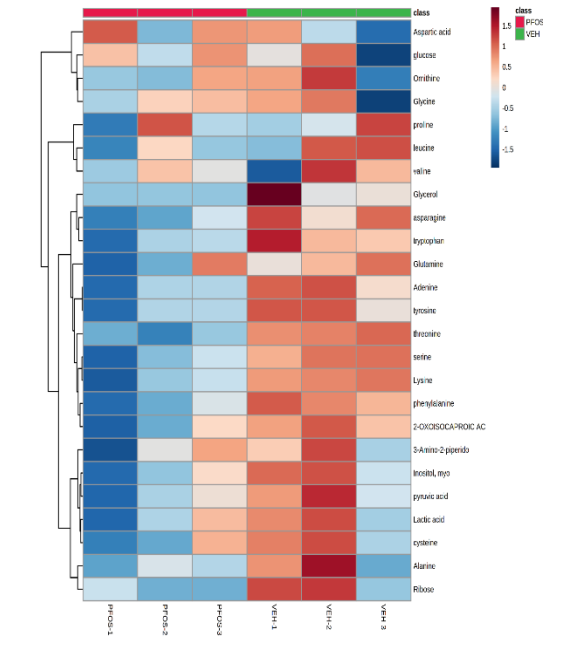 class
Aspartic acid
glucose
Ornithine
Glycine
proline
leucine
valine
Glycerol
asparagine
trypxophan
Glutamine
Adenine
tyrosine
threonine
serine
Lysine
phenylalanine
2-OXOISOCAPROIC AC
3-Amino-2-piperido
Inositol, myo
pyruvic acid
Lactic acid
cysteine
Alanine
Ribose
PFOS-1
PFOS-2
PFOS-3
VEH-1
VEH-2
VEH 3
1.5
1
0.5
0
-0.5
-1
-1.5
class
PFOS
VEH